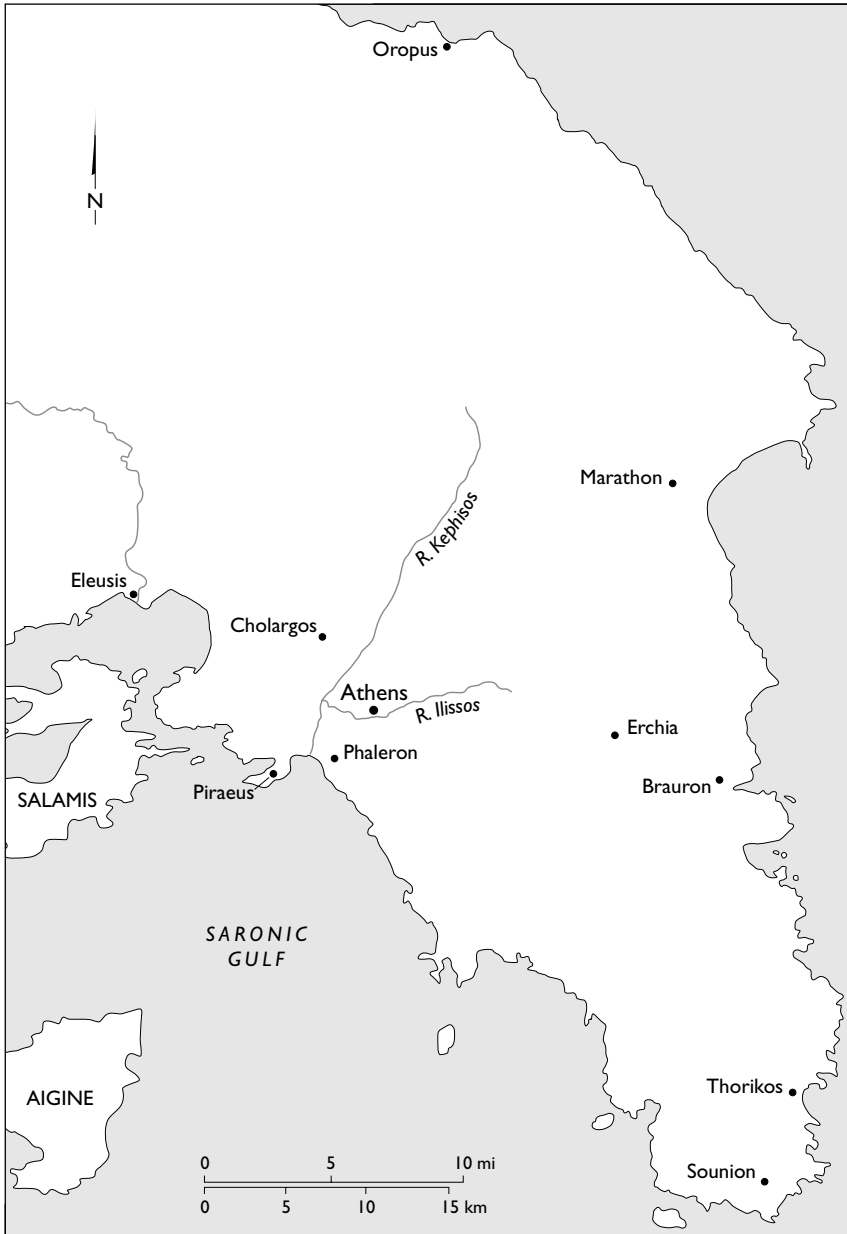 Oropus
N
Marathon
R. Kephisos
Eleusis
Cholargos
Athens
R. Ilissos
Erchia
Phaleron
Brauron
Piraeus
SALAMIS
SARONIC
GULF
AIGINE
Thorikos
Sounion
0 5 10 mi
0 5 10 15 km